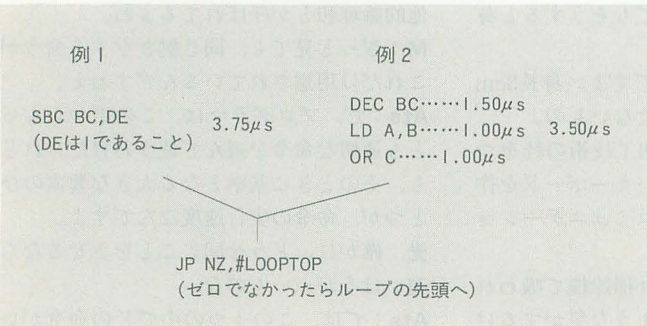 例1
SBC BC,DE
(DEは1であること)
3.75μs
例2
DEC BC……1.50μs
LD A,B……1.00μs
OR C……1.00μs
3.50μs
JP NZ,#LOOPTOP
(ゼロでなかったらループの先頭へ)